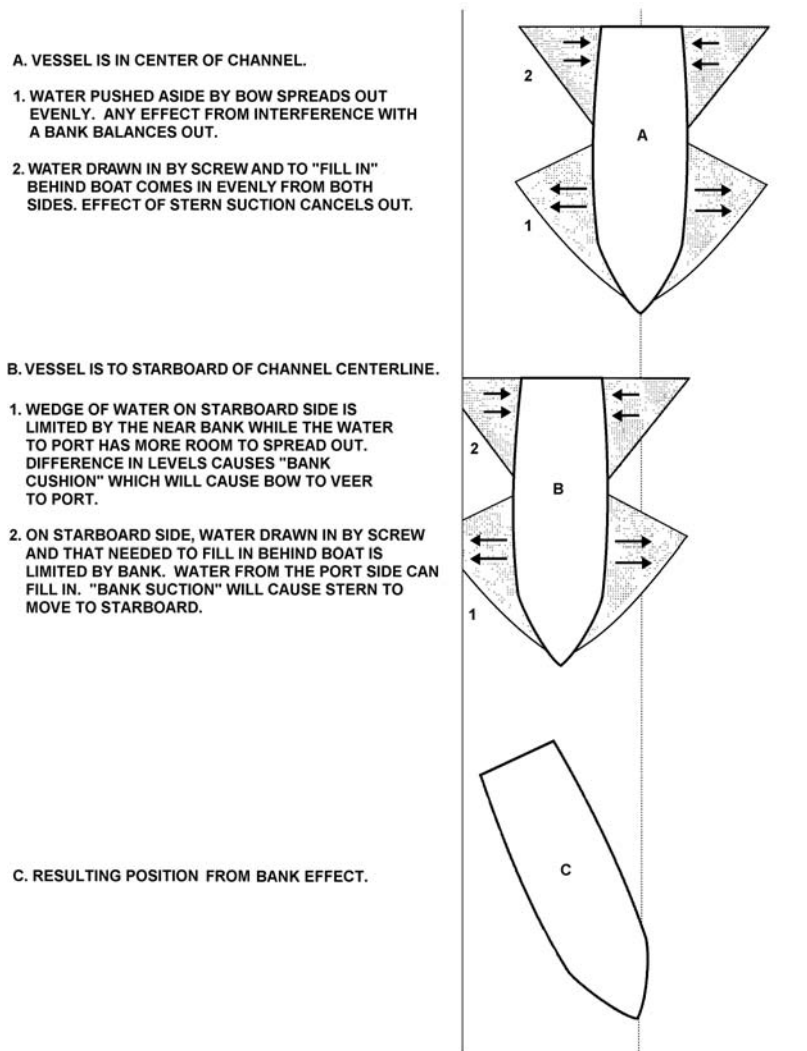 A. VESSEL IS IN CENTER OF CHANNEL.
1. WATER PUSHED ASIDE BY BOW SPREADS OUT
EVENLY. ANY EFFECT FROM INTERFERENCE WITH
A BANK BALANCES OUT.
2. WATER DRAWN IN BY SCREW AND TO "FILL IN"
BEHIND BOAT COMES IN EVENLY FROM BOTH
SIDES. EFFECT OF STERN SUCTION CANCELS OUT.
2
A
1
B. VESSEL IS TO STARBOARD OF CHANNEL CENTERLINE.
1. WEDGE OF WATER ON STARBOARD SIDE IS
LIMITED BY THE NEAR BANK WHILE THE WATER
TO PORT HAS MORE ROOM TO SPREAD OUT.
DIFFERENCE IN LEVELS CAUSES "BANK
CUSHION" WHICH WILL CAUSE BOW TO VEER
TO PORT.
2. ON STARBOARD SIDE, WATER DRAWN IN BY SCREW
AND THAT NEEDED TO FILL IN BEHIND BOAT IS
LIMITED BY BANK. WATER FROM THE PORT SIDE CAN
FILL IN. "BANK SUCTION" WILL CAUSE STERN TO
MOVE TO STARBOARD.
2
B
1
C. RESULTING POSITION FROM BANK EFFECT.
C